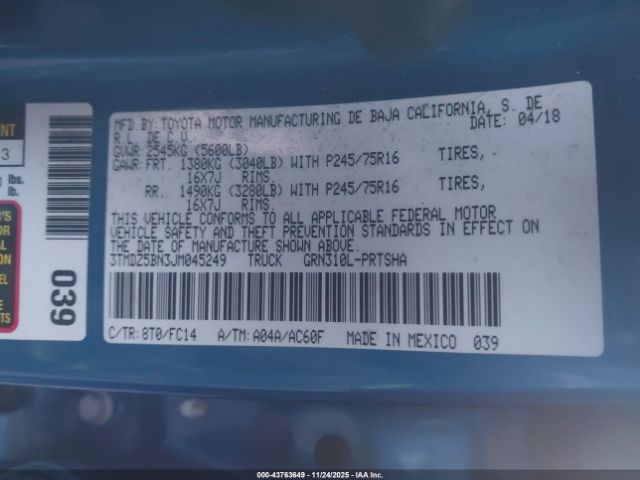 MFD. BY: TOYOTA MOTOR MANUFACTURING DE BAJA CALIFORNIA, S. DE
R. L. DE C. V. DATE: 04/18
GVWR 2545KG (5600LB)
GAWR: FRT. 1380KG (3040LB) WITH P245/75R16 TIRES,
16X7J RIMS,
RR. 1490KG (3280LB) WITH P245/75R16 TIRES,
16X7J RIMS,
THIS VEHICLE CONFORMS TO ALL APPLICABLE FEDERAL MOTOR
VEHICLE SAFETY AND THEFT PREVENTION STANDARDS IN EFFECT ON
THE DATE OF MANUFACTURE SHOWN ABOVE.
3TMDZ5BN3JM045249 TRUCK GRN310L-PRTSHA
C/TR: 8T0/FC14 A/TM: A04A/AC60F MADE IN MEXICO 039
039
3
lbs.
lb.
000-43763649 - 11/24/2025 - IAAI, Inc.